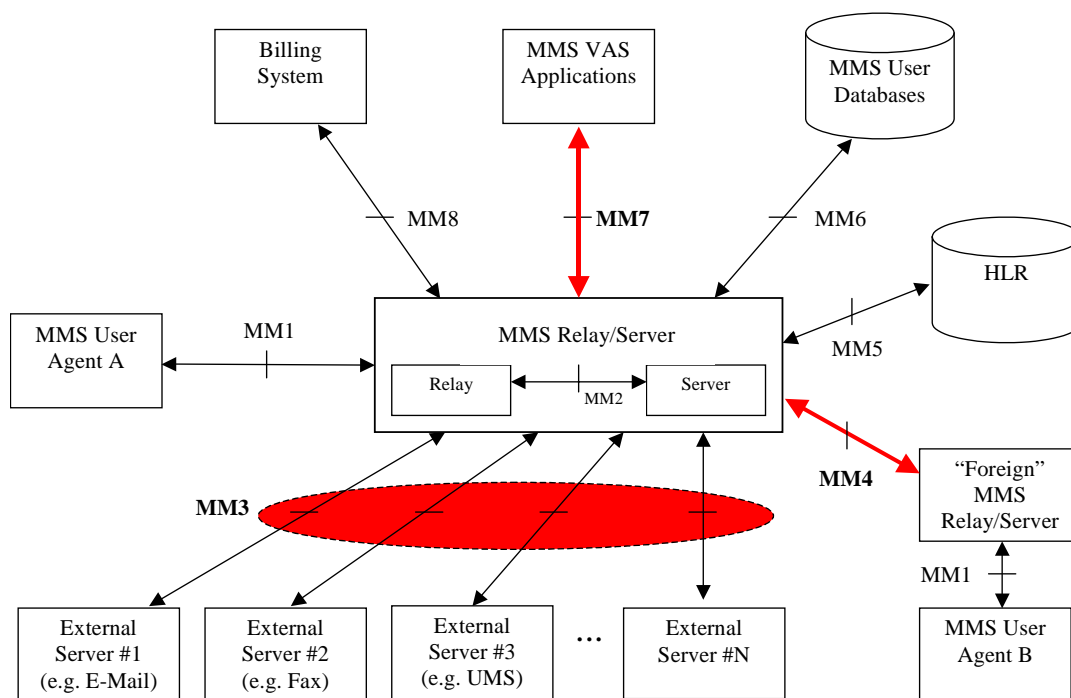 Billing
System
MMS VAS
Applications
MMS User
Databases
MM8
MM7
MM6
HLR
MMS User
Agent A
MM1
MMS Relay/Server
Relay
MM2
Server
MM5
MM4
“Foreign”
MMS
Relay/Server
MM3
MM1
External
Server #1
(e.g. E-Mail)
External
Server #2
(e.g. Fax)
External
Server #3
(e.g. UMS)
...
External
Server #N
MMS User
Agent B